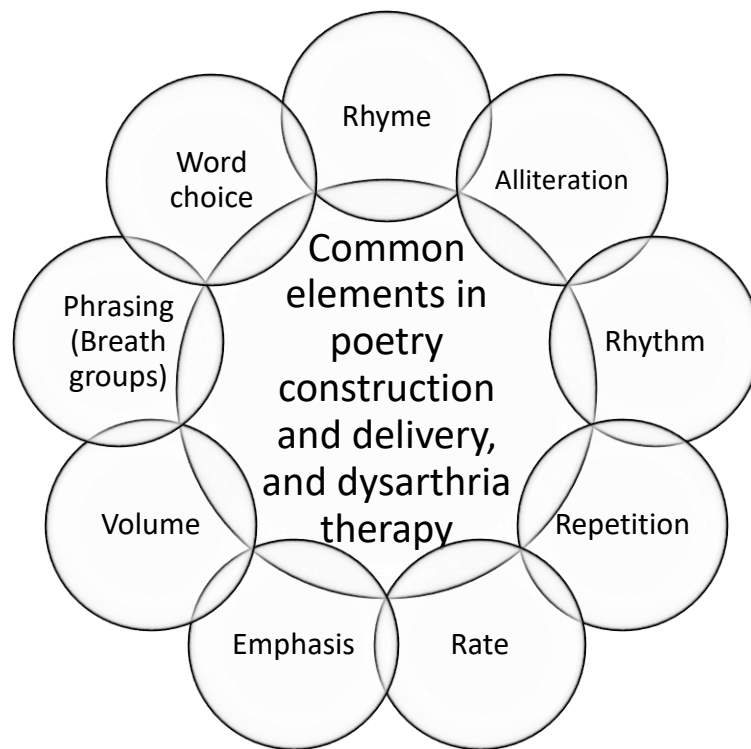 Rhyme
Alliteration
Rhythm
Repetition
Rate
Emphasis
Volume
Phrasing
(Breath
groups)
Word
choice
Common
elements in
poetry
construction
and delivery,
and dysarthria
therapy